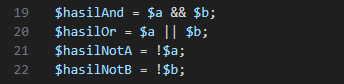 19 $hasilAnd = $a && $b;
20 $hasilOr = $a || $b;
21 $hasilNotA = !$a;
22 $hasilNotB = !$b;